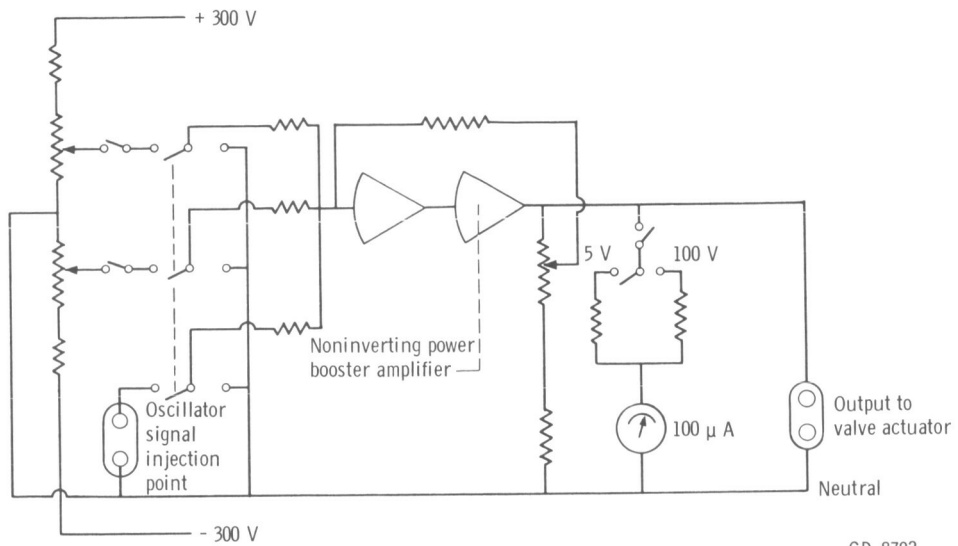 + 300 V
5 V
100 V
Noninverting power
booster amplifier
Oscillator
signal
injection
point
100 μ A
Output to
valve actuator
Neutral
- 300 V